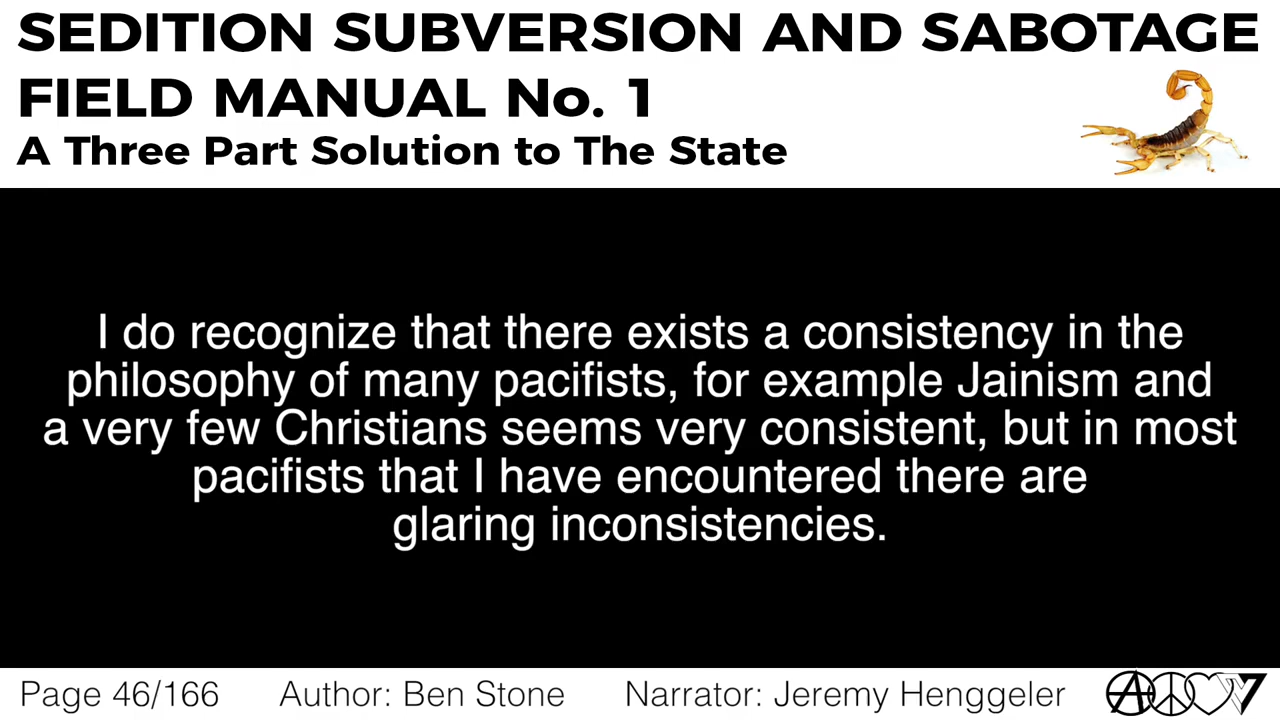 SEDITION SUBVERSION AND SABOTAGE
FIELD MANUAL No. 1
A Three Part Solution to The State
I do recognize that there exists a consistency in the
philosophy of many pacifists, for example Jainism and
a very few Christians seems very consistent, but in most
pacifists that I have encountered there are
glaring inconsistencies.
Page 46/166 Author: Ben Stone Narrator: Jeremy Henggeler